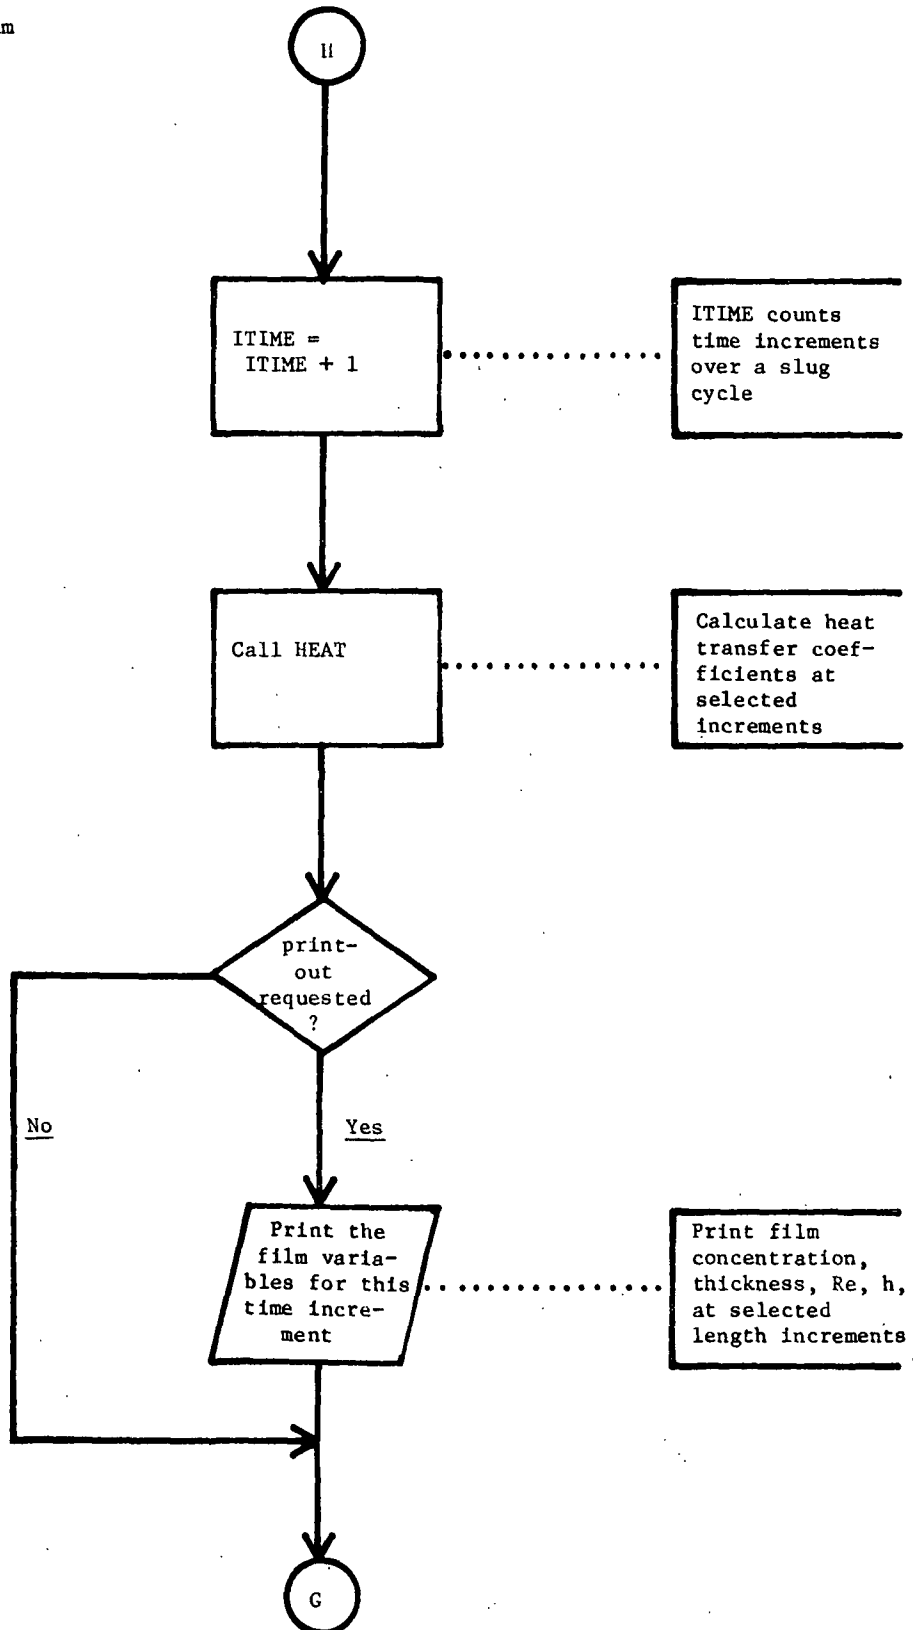 H
ITIME =
ITIME + 1
ITIME counts
time increments
over a slug
cycle
Call HEAT
Calculate heat
transfer coef-
ficients at
selected
increments
print-
out
requested
?
No
Yes
Print the
film varia-
bles for this
time incre-
ment
Print film
concentration,
thickness, Re, h,
at selected
length increments
G